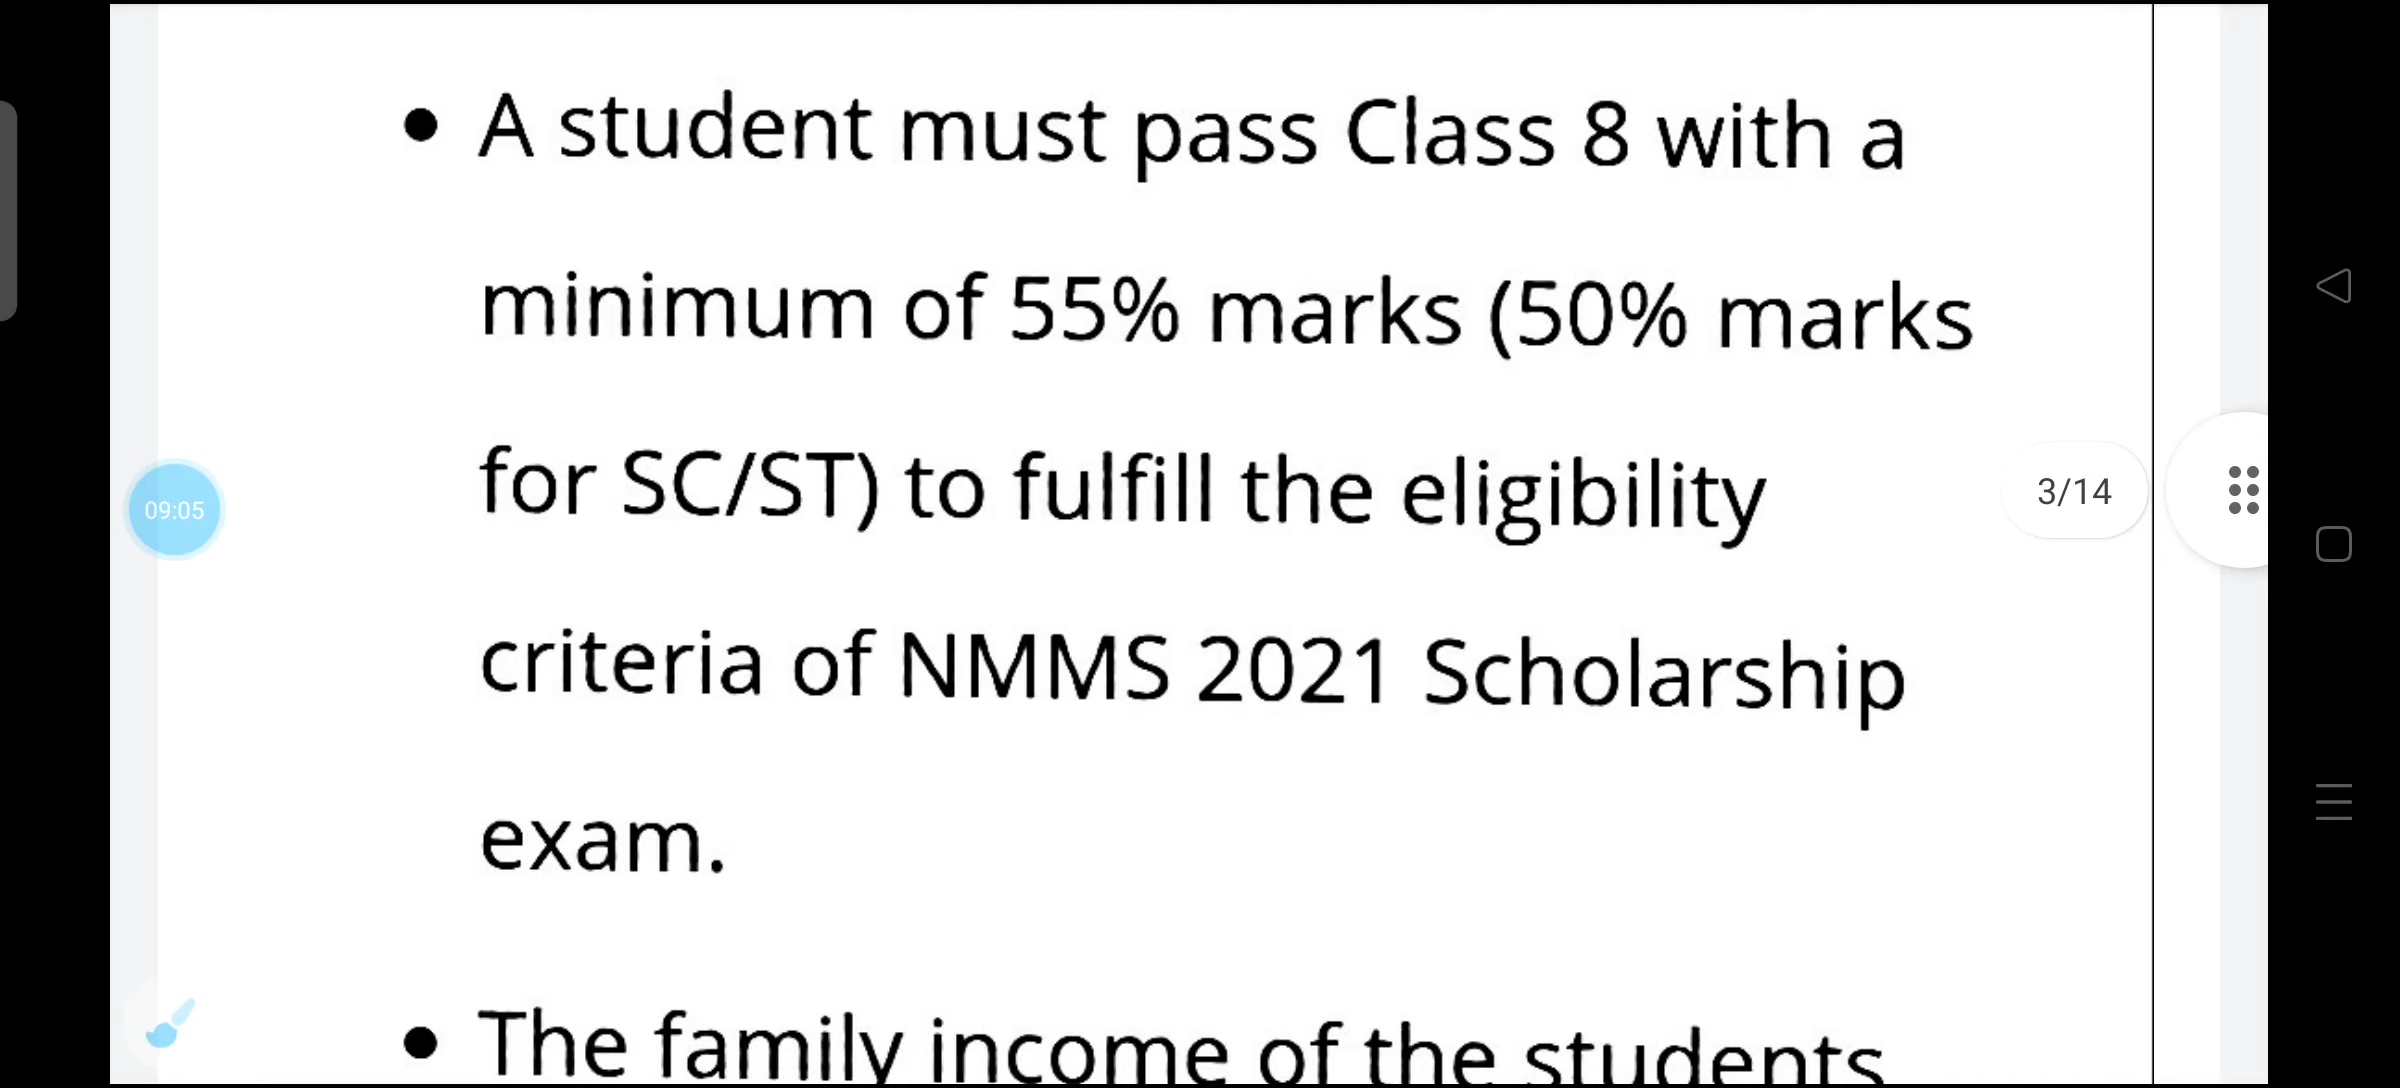 • A student must pass Class 8 with a
minimum of 55% marks (50% marks
for SC/ST) to fulfill the eligibility
criteria of NMMS 2021 Scholarship
exam.
• The family income of the students
09:05
3/14